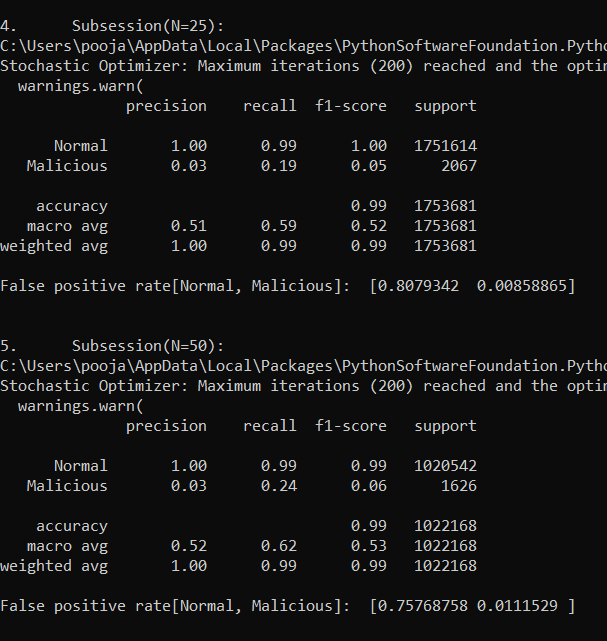 4.      Subsession(N=25):
C:\Users\pooja\AppData\Local\Packages\PythonSoftwareFoundation.Pytho
Stochastic Optimizer: Maximum iterations (200) reached and the optim
  warnings.warn(
              precision    recall  f1-score   support

      Normal       1.00      0.99      1.00   1751614
   Malicious       0.03      0.19      0.05      2067

    accuracy                           0.99   1753681
   macro avg       0.51      0.59      0.52   1753681
weighted avg       1.00      0.99      0.99   1753681

False positive rate[Normal, Malicious]:  [0.8079342  0.00858865]

5.      Subsession(N=50):
C:\Users\pooja\AppData\Local\Packages\PythonSoftwareFoundation.Pytho
Stochastic Optimizer: Maximum iterations (200) reached and the optim
  warnings.warn(
              precision    recall  f1-score   support

      Normal       1.00      0.99      0.99   1020542
   Malicious       0.03      0.24      0.06      1626

    accuracy                           0.99   1022168
   macro avg       0.52      0.62      0.53   1022168
weighted avg       1.00      0.99      0.99   1022168

False positive rate[Normal, Malicious]:  [0.75768758 0.0111529 ]